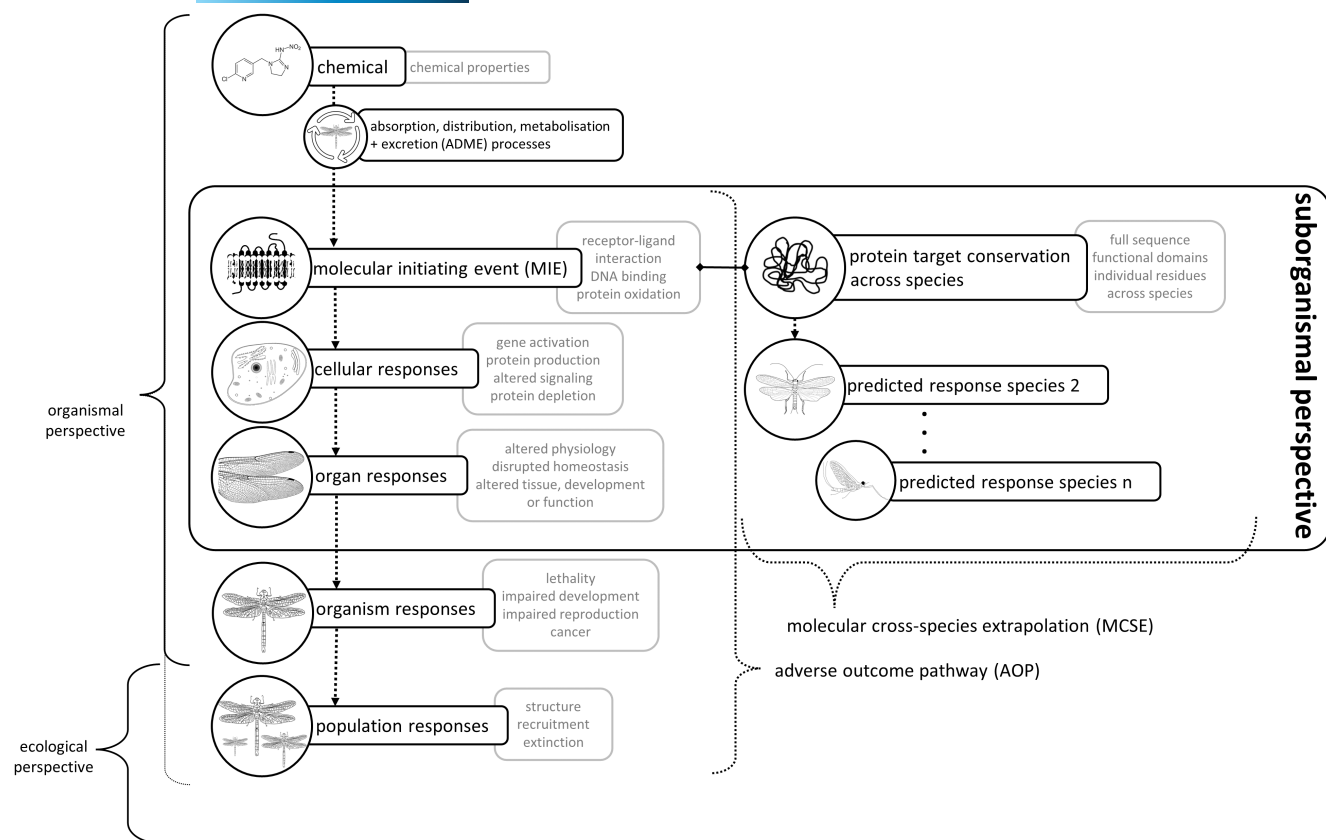 HN
NO₂
N
N
Cl
N
chemical
chemical properties
absorption, distribution, metabolisation
+ excretion (ADME) processes
suborganismal perspective
molecular initiating event (MIE)
receptor-ligand
interaction
DNA binding
protein oxidation
protein target conservation
across species
full sequence
functional domains
individual residues
across species
cellular responses
gene activation
protein production
altered signaling
protein depletion
predicted response species 2
organ responses
altered physiology
disrupted homeostasis
altered tissue, development
or function
predicted response species n
organismal
perspective
organism responses
lethality
impaired development
impaired reproduction
cancer
molecular cross-species extrapolation (MCSE)
adverse outcome pathway (AOP)
population responses
structure
recruitment
extinction
ecological
perspective